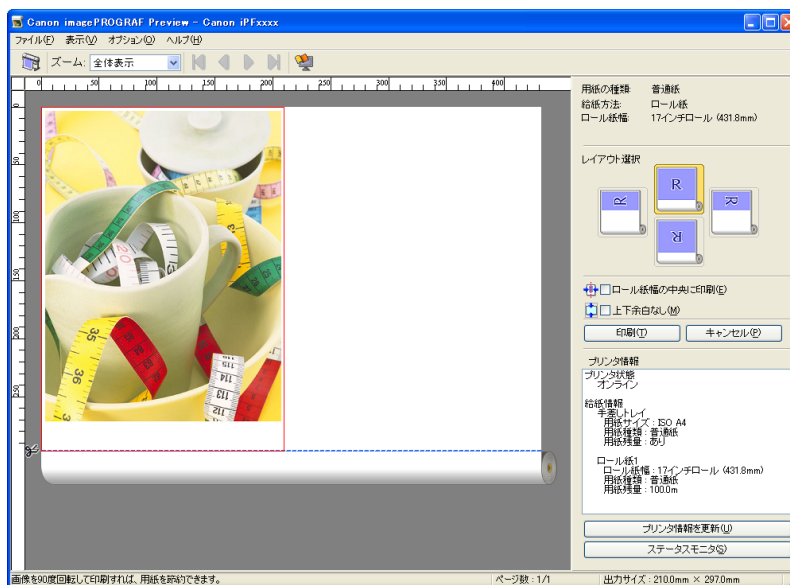 Canon imagePROGRAF Preview - Canon iPFxxxx
ファイル(F) 表示(V) オプション(O) ヘルプ(H)
ズーム: 全体表示
0 50 100 150 200 250 300 350 400
0
50
100
150
200
250
用紙の種類: 普通紙
給紙方法: ロール紙
ロール紙幅: 17インチロール (431.8mm)
レイアウト選択
R
R
R
R
ロール紙幅の中央に印刷(E)
上下余白なし(M)
印刷(T) キャンセル(P)
プリンタ情報
プリンタ状態
オンライン
給紙情報
手差しトレイ
用紙サイズ : ISO A4
用紙種類 : 普通紙
用紙残量 : あり
ロール紙1
ロール紙幅 : 17インチロール (431.8mm)
用紙種類 : 普通紙
用紙残量 : 100.0m
プリンタ情報を更新(U)
ステータスモニタ(S)
画像を90度回転して印刷すれば、用紙を節約できます。 ページ数 : 1/1 出力サイズ : 210.0mm × 297.0mm